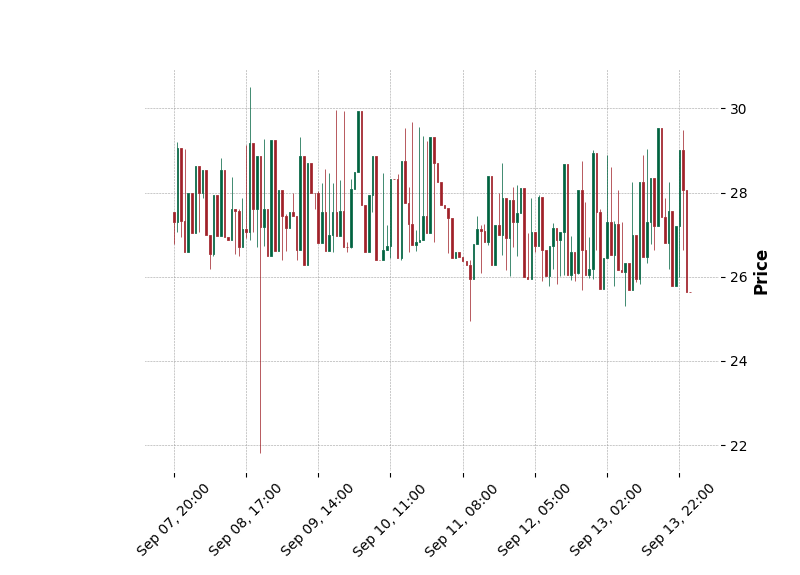 30
28
26
24
22
Price
Sep 07, 20:00
Sep 08, 17:00
Sep 09, 14:00
Sep 10, 11:00
Sep 11, 08:00
Sep 12, 05:00
Sep 13, 02:00
Sep 13, 22:00